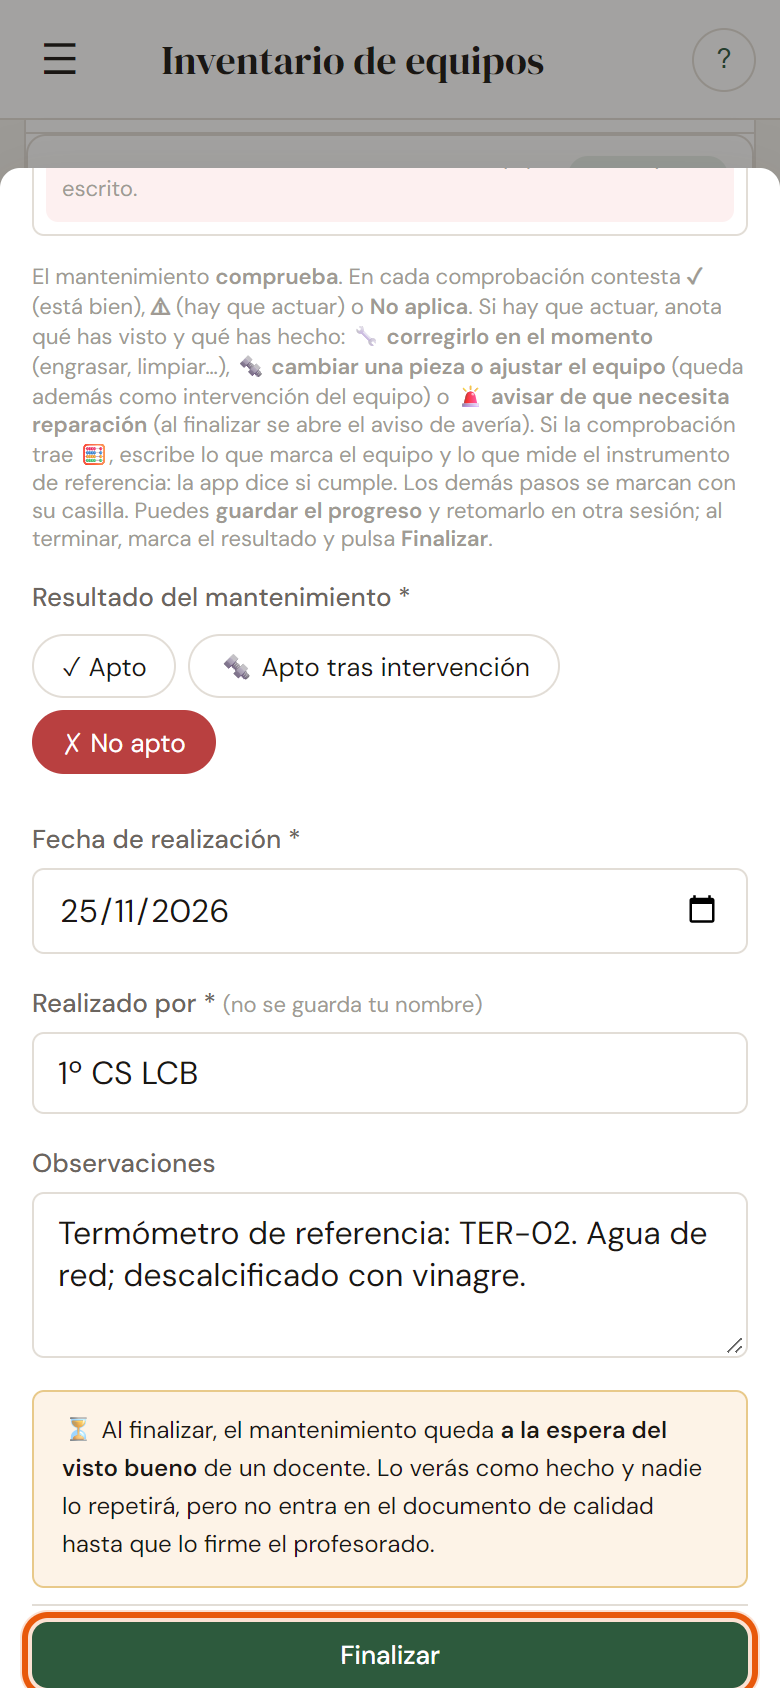 Inventario de equipos
?
escrito.
El mantenimiento comprueba. En cada comprobación contesta ✓
(está bien), ⚠ (hay que actuar) o No aplica. Si hay que actuar, anota
qué has visto y qué has hecho: 🔧 corregirlo en el momento
(engrasar, limpiar…), 🔩 cambiar una pieza o ajustar el equipo (queda
además como intervención del equipo) o 🚨 avisar de que necesita
reparación (al finalizar se abre el aviso de avería). Si la comprobación
trae 🧮, escribe lo que marca el equipo y lo que mide el instrumento
de referencia: la app dice si cumple. Los demás pasos se marcan con
su casilla. Puedes guardar el progreso y retomarlo en otra sesión; al
terminar, marca el resultado y pulsa Finalizar.
Resultado del mantenimiento *
✓ Apto
🔩 Apto tras intervención
✗ No apto
Fecha de realización *
25/11/2026
Realizado por * (no se guarda tu nombre)
1º CS LCB
Observaciones
Termómetro de referencia: TER-02. Agua de
red; descalcificado con vinagre.
⏳ Al finalizar, el mantenimiento queda a la espera del
visto bueno de un docente. Lo verás como hecho y nadie
lo repetirá, pero no entra en el documento de calidad
hasta que lo firme el profesorado.
Finalizar